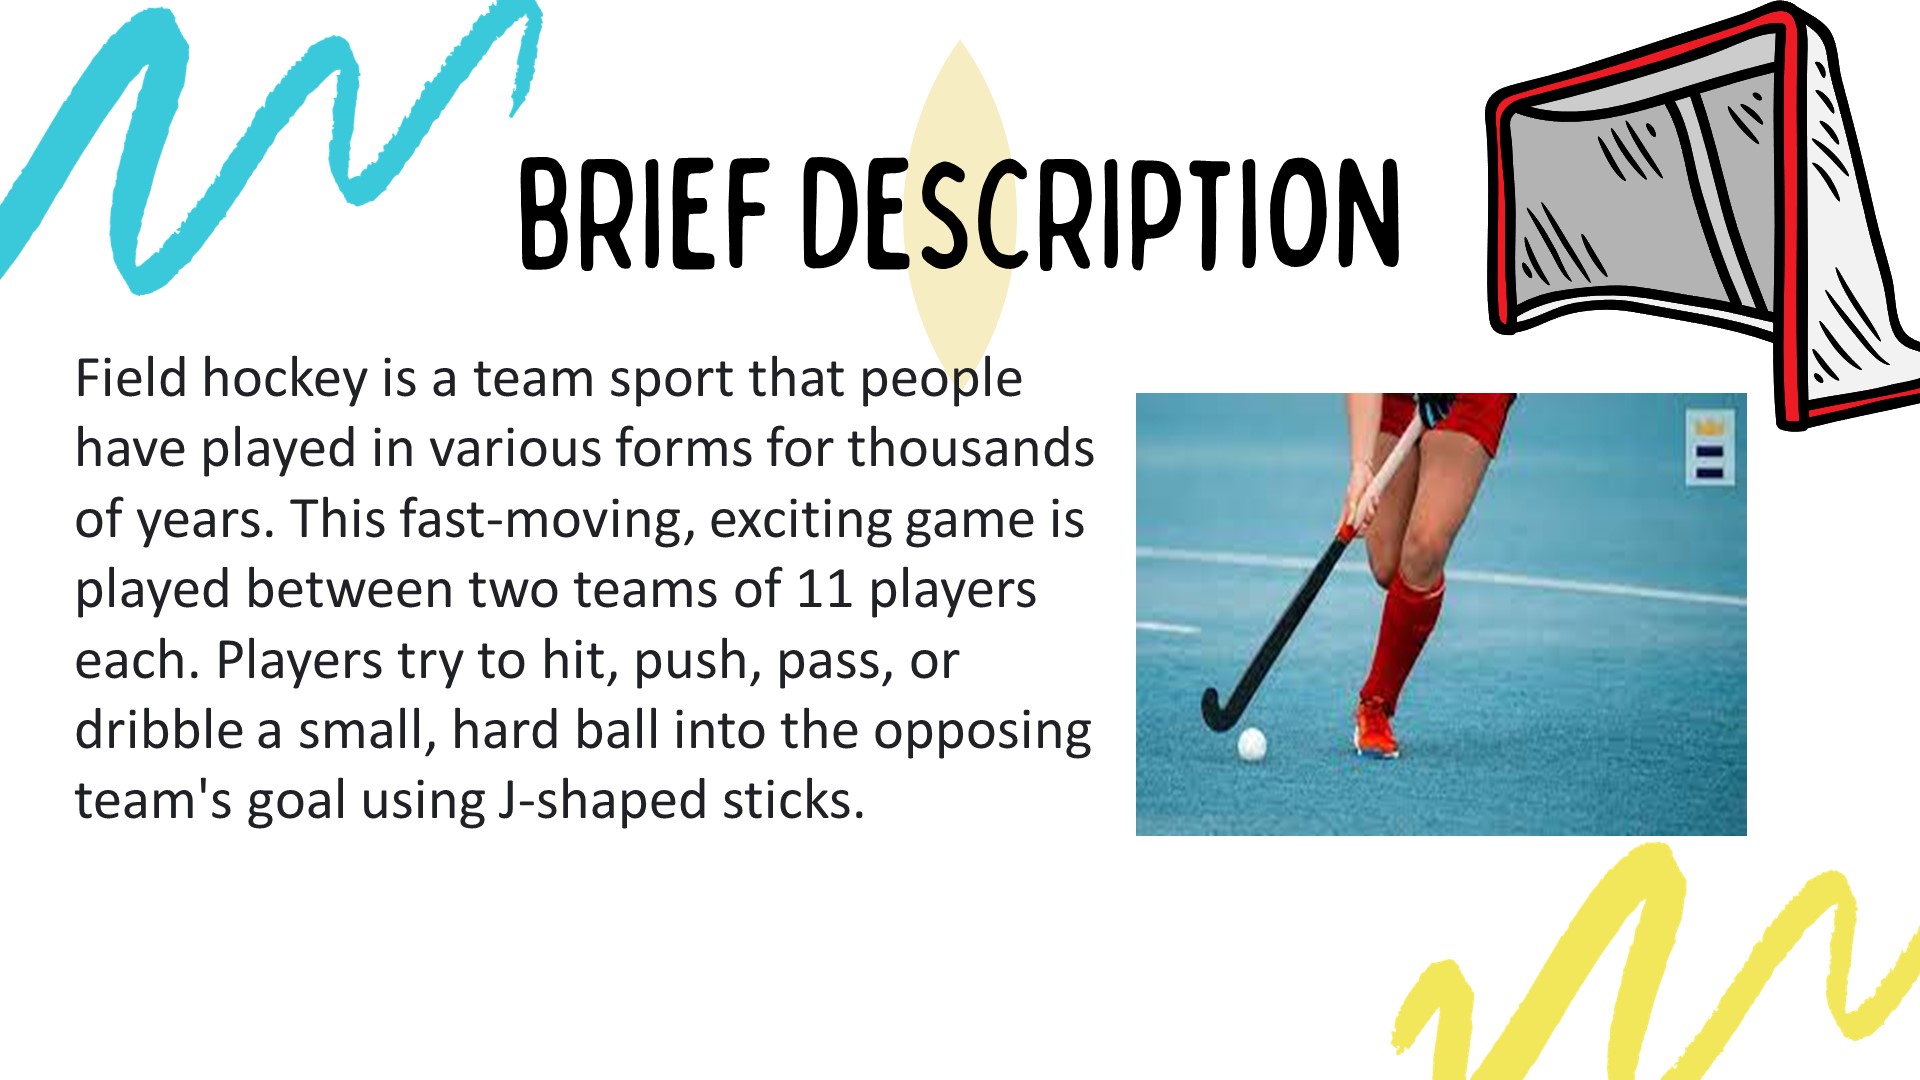 BRIEF DESCRIPTION
Field hockey is a team sport that people
have played in various forms for thousands
of years. This fast-moving, exciting game is
played between two teams of 11 players
each. Players try to hit, push, pass, or
dribble a small, hard ball into the opposing
team's goal using J-shaped sticks.